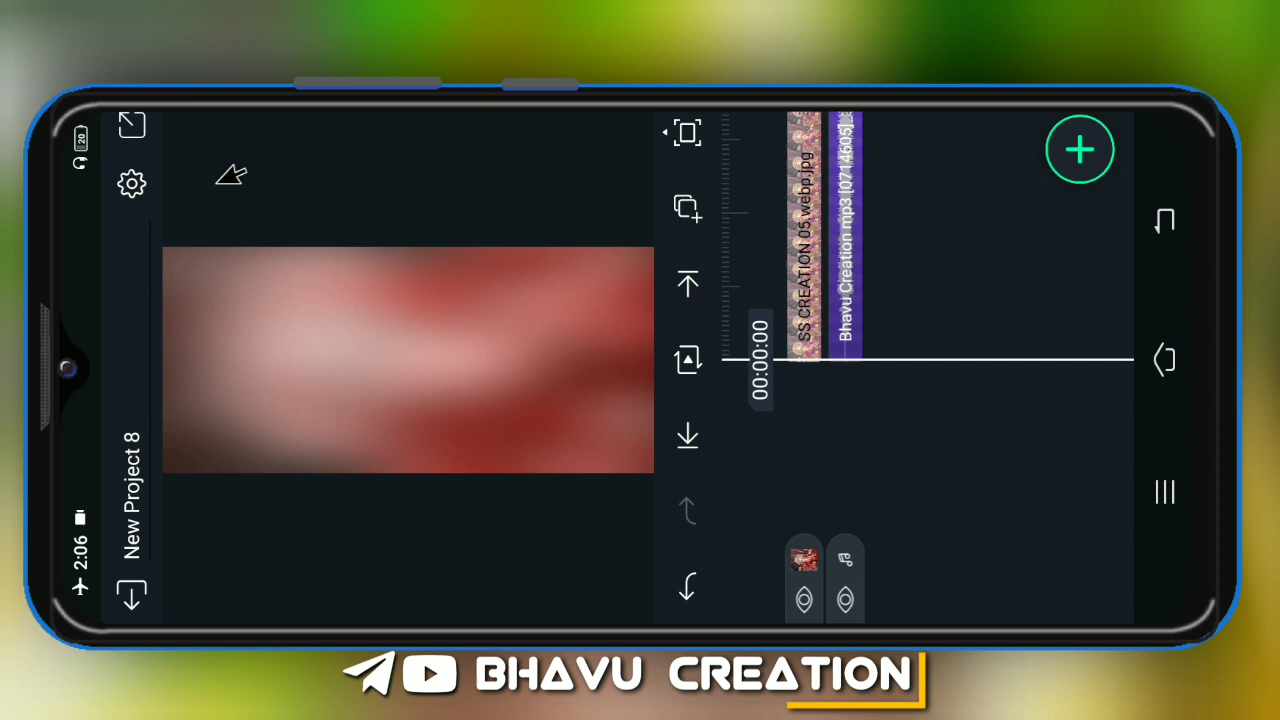 20
2:06
New Project 8
00:00:00
SS CREATION 05.webp.jpg
Bhavu Creation mp3 [0714605]
BHAVU CREATION